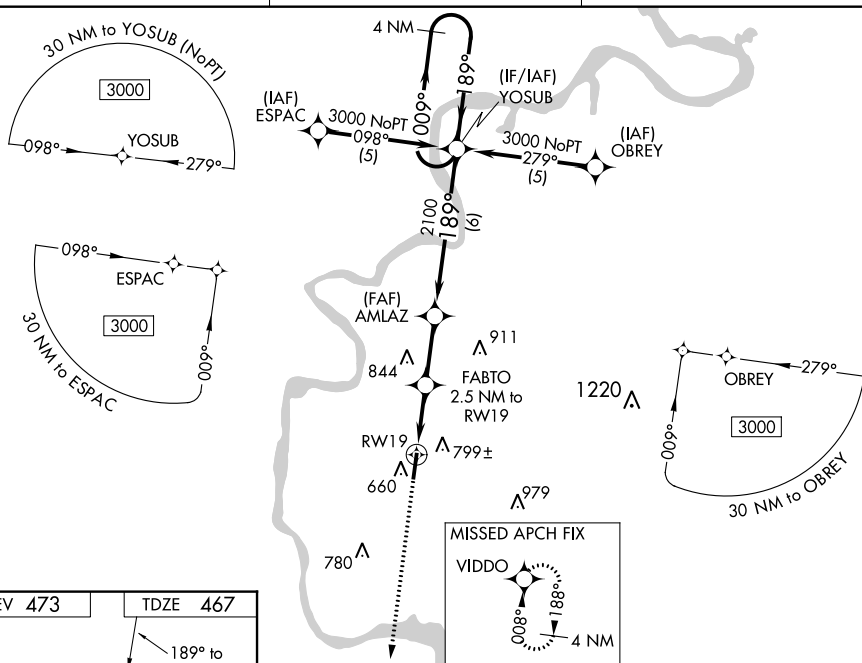 30 NM to YOSUB (NoPT)
3000
098°
YOSUB
279°
4 NM
009°
189°
(IF/IAF)
YOSUB
(IAF)
ESPAC
3000 NoPT
098°
(5)
3000 NoPT
279°
(5)
(IAF)
OBREY
2100
189°
(6)
098°
ESPAC
3000
009°
30 NM to ESPAC
(FAF)
AMLAZ
844
911
FABTO
2.5 NM to
RW19
RW19
799±
660
1220
979
780
OBREY
279°
3000
009°
30 NM to OBREY
MISSED APCH FIX
VIDDO
008°
188°
4 NM
EV 473
TDZE 467
189° to